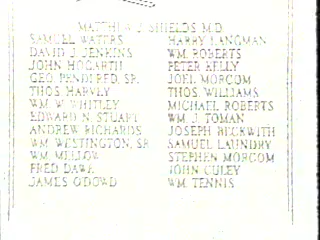 MATTHEW J. SHIELDS M.D.
SAMUEL WATERS HARRY LANGMAN
DAVID J. JENKINS WM. ROBERTS
JOHN HOGARTH PETER KELLY
GEO. PENDERED, SR. JOEL MORCOM
THOS. HARVEY THOS. WILLIAMS
WM. W. WHITLEY MICHAEL ROBERTS
EDWARD N. STUART WM. J. TOMAN
ANDREW RICHARDS JOSEPH BECKWITH
WM. WESTINGTON, SR. SAMUEL LAUNDRY
WM. MELLOW STEPHEN MORCOM
FRED DAWE JOHN CULEY
JAMES O'DOWD WM. TENNIS